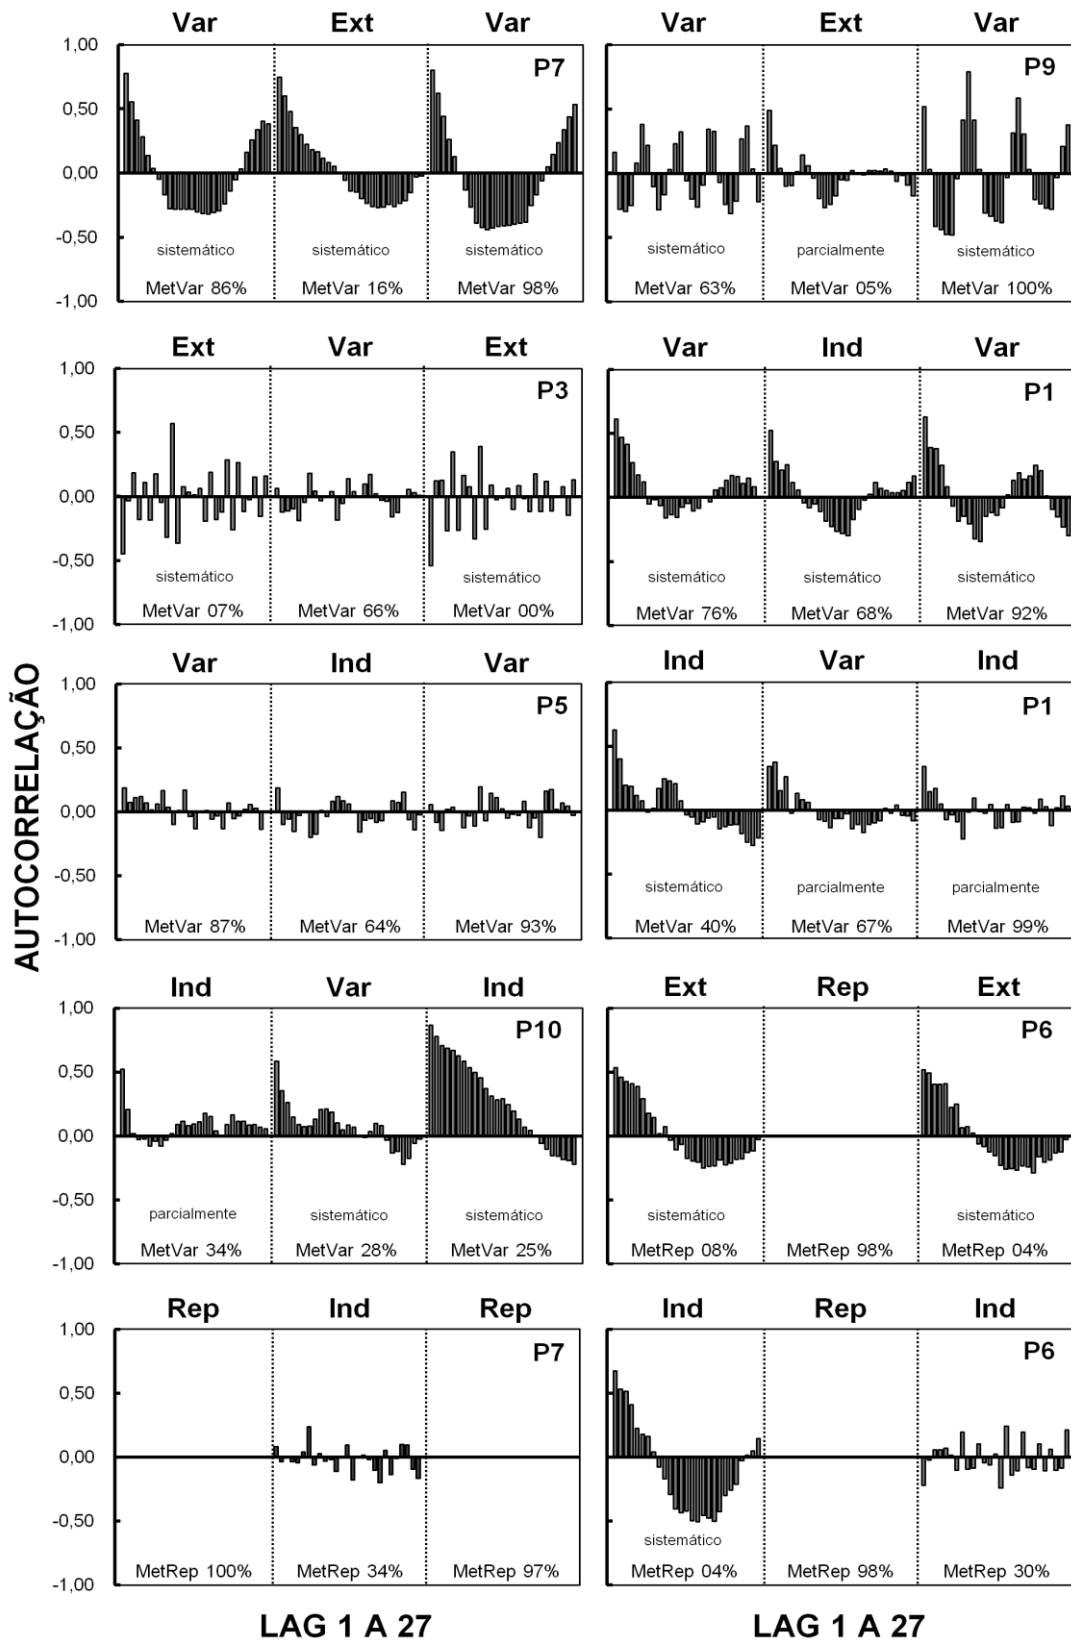 Var Ext Var Var Ext Var
1,00
P7 P9
0,50
0,00
-0,50
sistemático sistemático sistemático sistemático parcialmente sistemático
MetVar 86% MetVar 16% MetVar 98% MetVar 63% MetVar 05% MetVar 100%
-1,00
Ext Var Ext Var Ind Var
1,00
P3 P1
0,50
0,00
-0,50
sistemático sistemático sistemático sistemático sistemático
MetVar 07% MetVar 66% MetVar 00% MetVar 76% MetVar 68% MetVar 92%
-1,00
Var Ind Var Ind Var Ind
1,00
P5 P1
0,50
0,00
-0,50
sistemático parcialmente parcialmente
MetVar 87% MetVar 64% MetVar 93% MetVar 40% MetVar 67% MetVar 99%
-1,00
AUTOCORRELAÇÃO
Ind Var Ind Ext Rep Ext
1,00
P10 P6
0,50
0,00
-0,50
parcialmente sistemático sistemático sistemático sistemático
MetVar 34% MetVar 28% MetVar 25% MetRep 08% MetRep 98% MetRep 04%
-1,00
Rep Ind Rep Ind Rep Ind
1,00
P7 P6
0,50
0,00
-0,50
sistemático
MetRep 100% MetRep 34% MetRep 97% MetRep 04% MetRep 98% MetRep 30%
-1,00
LAG 1 A 27 LAG 1 A 27